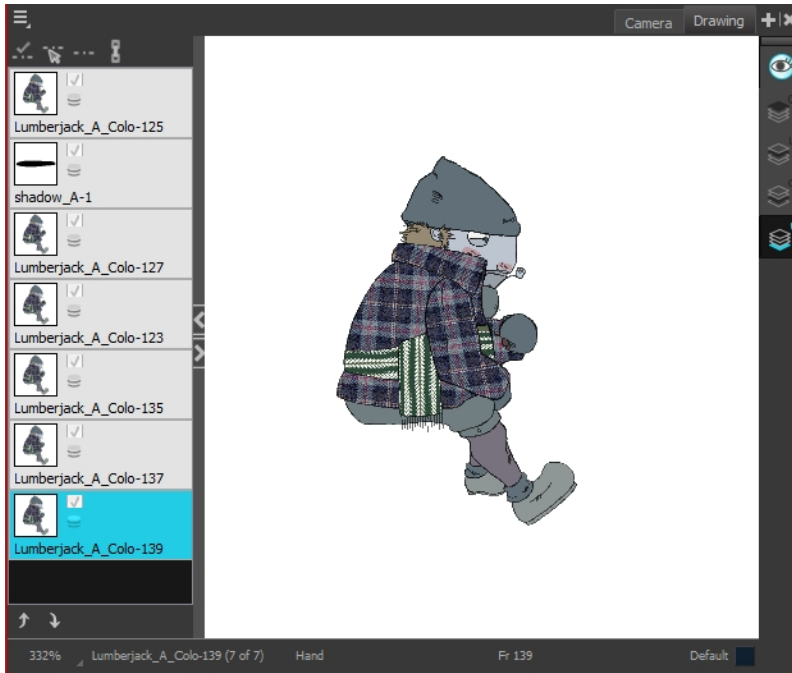 Camera
Drawing
Lumberjack_A_Colo-125
shadow_A-1
Lumberjack_A_Colo-127
Lumberjack_A_Colo-123
Lumberjack_A_Colo-135
Lumberjack_A_Colo-137
Lumberjack_A_Colo-139
332% Lumberjack_A_Colo-139 (7 of 7) Hand Fr 139 Default